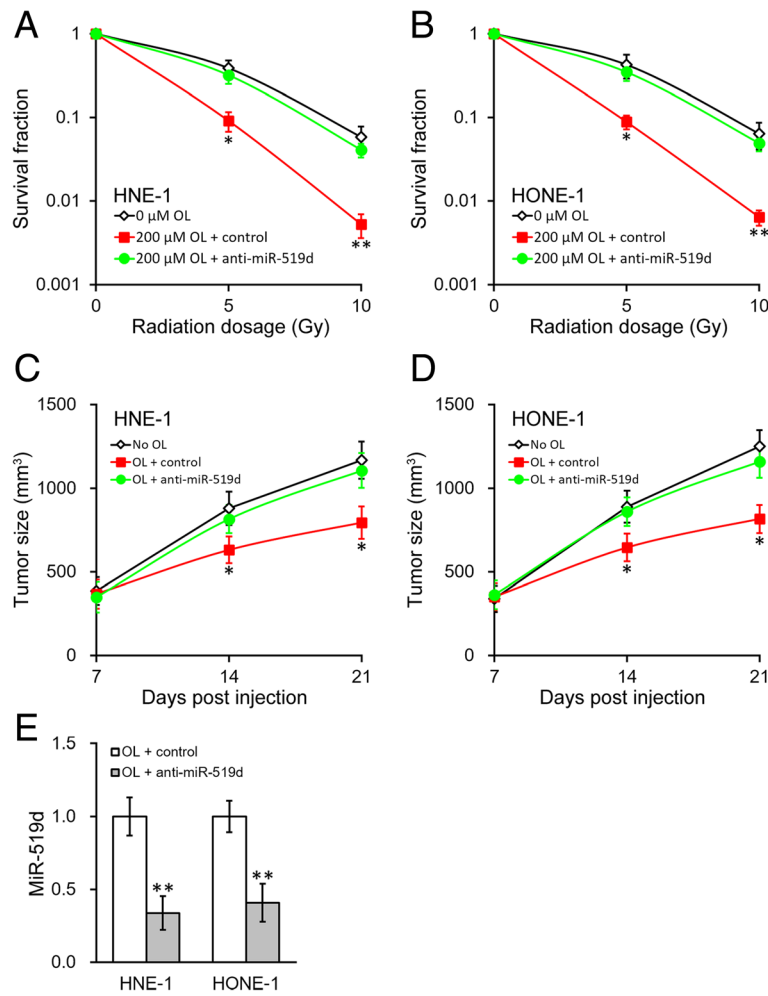 A
1
0.1
0.01
0.001
Survival fraction
HNE-1
0 µM OL
200 µM OL + control
200 µM OL + anti-miR-519d
*
**
0
5
10
Radiation dosage (Gy)
B
1
0.1
0.01
0.001
Survival fraction
HONE-1
0 µM OL
200 µM OL + control
200 µM OL + anti-miR-519d
*
**
0
5
10
Radiation dosage (Gy)
C
1500
1000
500
0
Tumor size (mm³)
HNE-1
No OL
OL + control
OL + anti-miR-519d
*
*
7
14
21
Days post injection
D
1500
1000
500
0
Tumor size (mm³)
HONE-1
No OL
OL + control
OL + anti-miR-519d
*
*
7
14
21
Days post injection
E
1.5
1.0
0.5
0.0
MiR-519d
OL + control
OL + anti-miR-519d
**
**
HNE-1
HONE-1